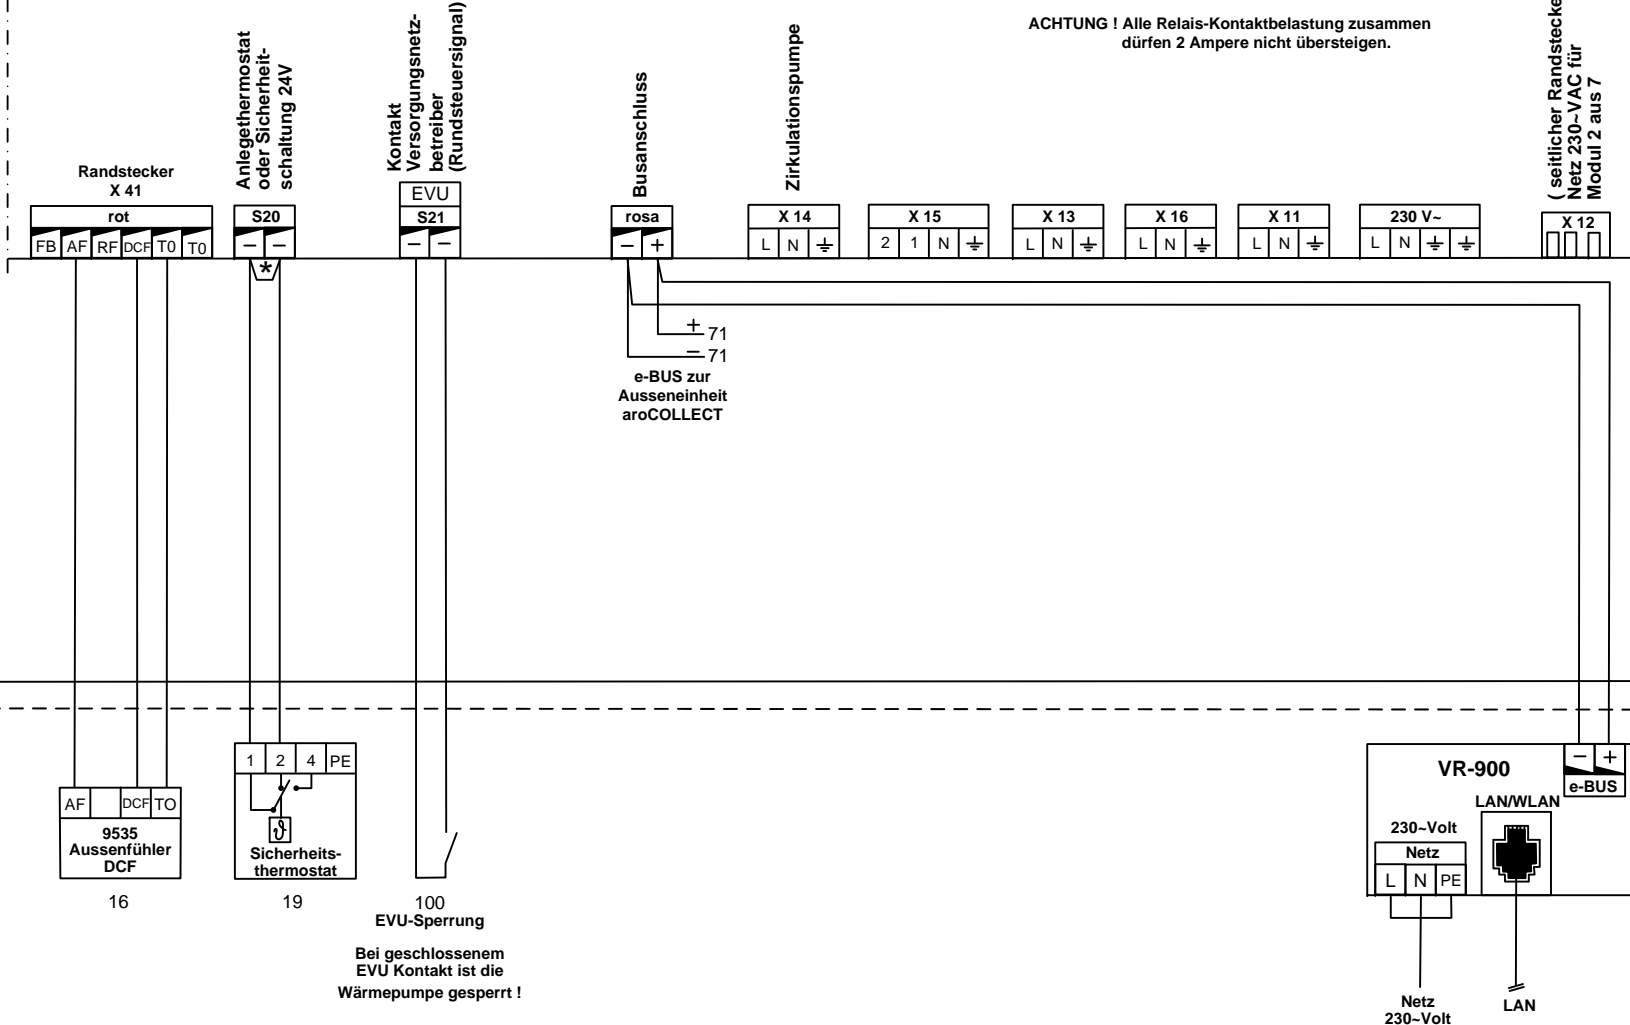 ACHTUNG ! Alle Relais-Kontaktbelastung zusammen
dürfen 2 Ampere nicht übersteigen.
Randstecker
X 41
rot
FB AF RF DCF T0 T0
Anlegethermostat
oder Sicherheit-
schaltung 24V
S20
– –
*
Kontakt
Versorgungsnetz-
betreiber
(Rundsteuersignal)
EVU
S21
– –
Busanschluss
rosa
– +
Zirkulationspumpe
X 14
L N
X 15
2 1 N
X 13
L N
X 16
L N
X 11
L N
230 V~
L N
( seitlicher Randstecke
Netz 230~VAC für
Modul 2 aus 7
X 12
+ 71
– 71
e-BUS zur
Ausseneinheit
aroCOLLECT
AF DCF TO
9535
Aussenfühler
DCF
16
1 2 4 PE
Sicherheits-
thermostat
19
100
EVU-Sperrung
Bei geschlossenem
EVU Kontakt ist die
Wärmepumpe gesperrt !
VR-900
– +
e-BUS
LAN/WLAN
230~Volt
Netz
L N PE
Netz
230~Volt
LAN